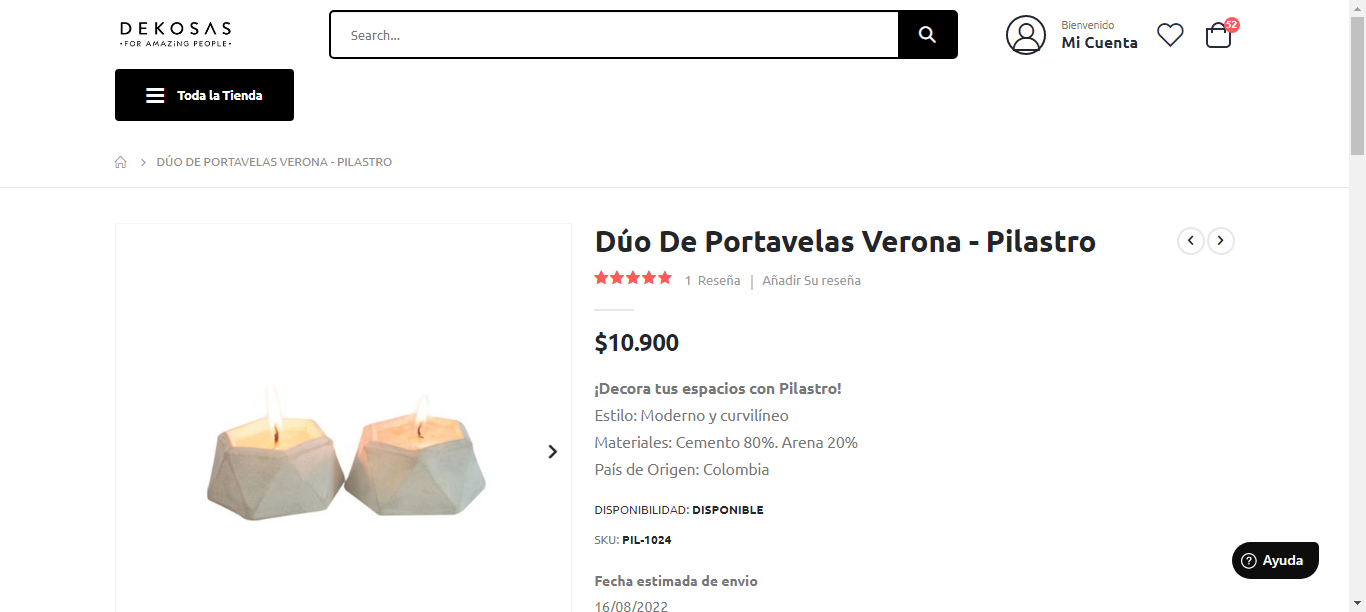 DEKOSAS
•FOR AMAZING PEOPLE•
Search...
Bienvenido
Mi Cuenta
52
Toda la Tienda
DÚO DE PORTAVELAS VERONA - PILASTRO
Dúo De Portavelas Verona - Pilastro
1 Reseña | Añadir Su reseña
$10.900
¡Decora tus espacios con Pilastro!
Estilo: Moderno y curvilíneo
Materiales: Cemento 80%. Arena 20%
País de Origen: Colombia
DISPONIBILIDAD: DISPONIBLE
SKU: PIL-1024
Ayuda
Fecha estimada de envio
16/08/2022